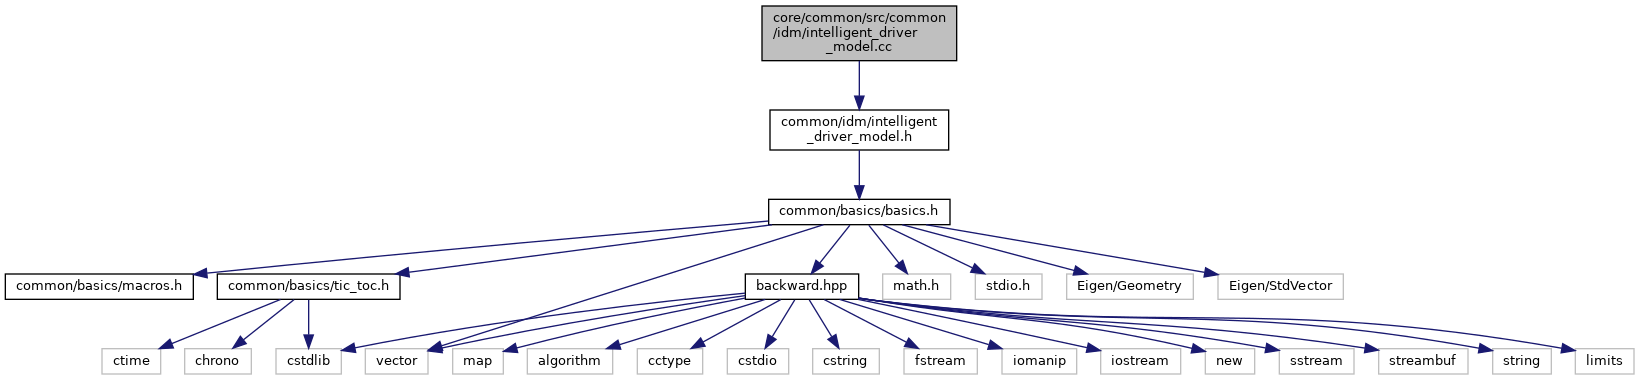 core/common/src/common
/idm/intelligent_driver
_model.cc
common/idm/intelligent
_driver_model.h
common/basics/basics.h
common/basics/macros.h
common/basics/tic_toc.h
backward.hpp
math.h
stdio.h
Eigen/Geometry
Eigen/StdVector
ctime
chrono
cstdlib
vector
map
algorithm
cctype
cstdio
cstring
fstream
iomanip
iostream
new
sstream
streambuf
string
limits